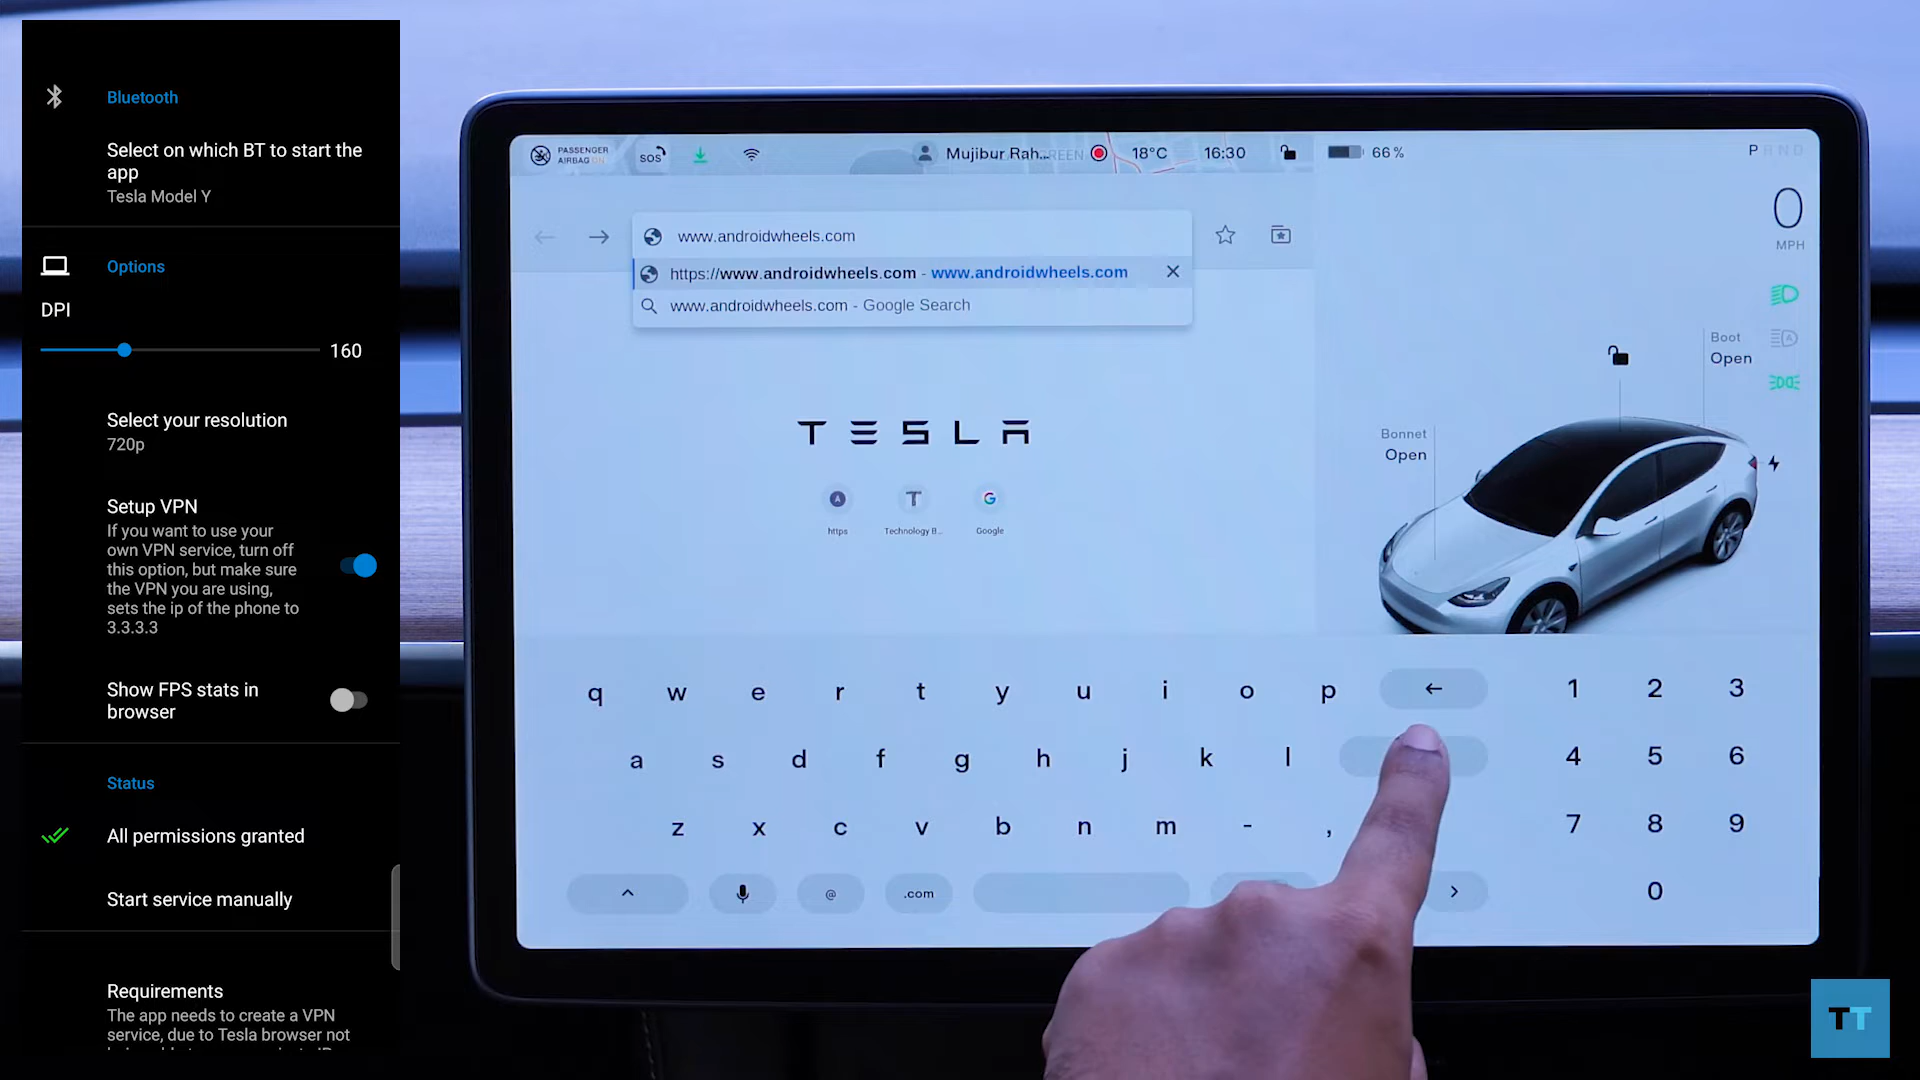 Bluetooth
Select on which BT to start the
app
Tesla Model Y
Options
DPI
160
Select your resolution
720p
Setup VPN
If you want to use your
own VPN service, turn off
this option, but make sure
the VPN you are using,
sets the ip of the phone to
3.3.3.3
Show FPS stats in
browser
Status
All permissions granted
Start service manually
Requirements
The app needs to create a VPN
service, due to Tesla browser not
PASSENGER
AIRBAG ON
SOS
Mujibur Rah...
REEN
18°C
16:30
66 %
P R N D
0
MPH
www.androidwheels.com
https://www.androidwheels.com - www.androidwheels.com
www.androidwheels.com - Google Search
TESLA
https
T
Technology B...
G
Google
Boot
Open
Bonnet
Open
q w e r t y u i o p ← 1 2 3
a s d f g h j k l 4 5 6
z x c v b n m - , 7 8 9
@ .com > 0
TT